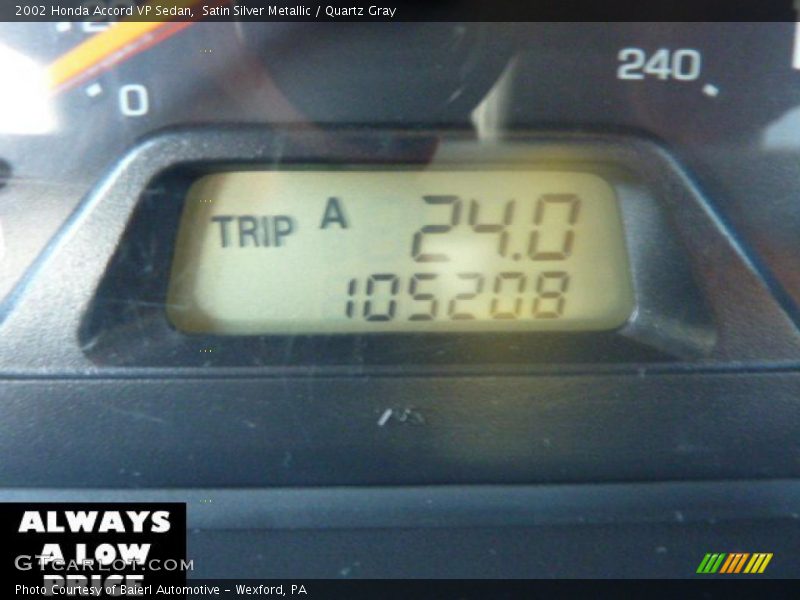 2002 Honda Accord VP Sedan, Satin Silver Metallic / Quartz Gray
0
240
TRIP A 24.0
105208
ALWAYS
A LOW
PRICE
GTCARLOT.COM
Photo Courtesy of Baierl Automotive - Wexford, PA